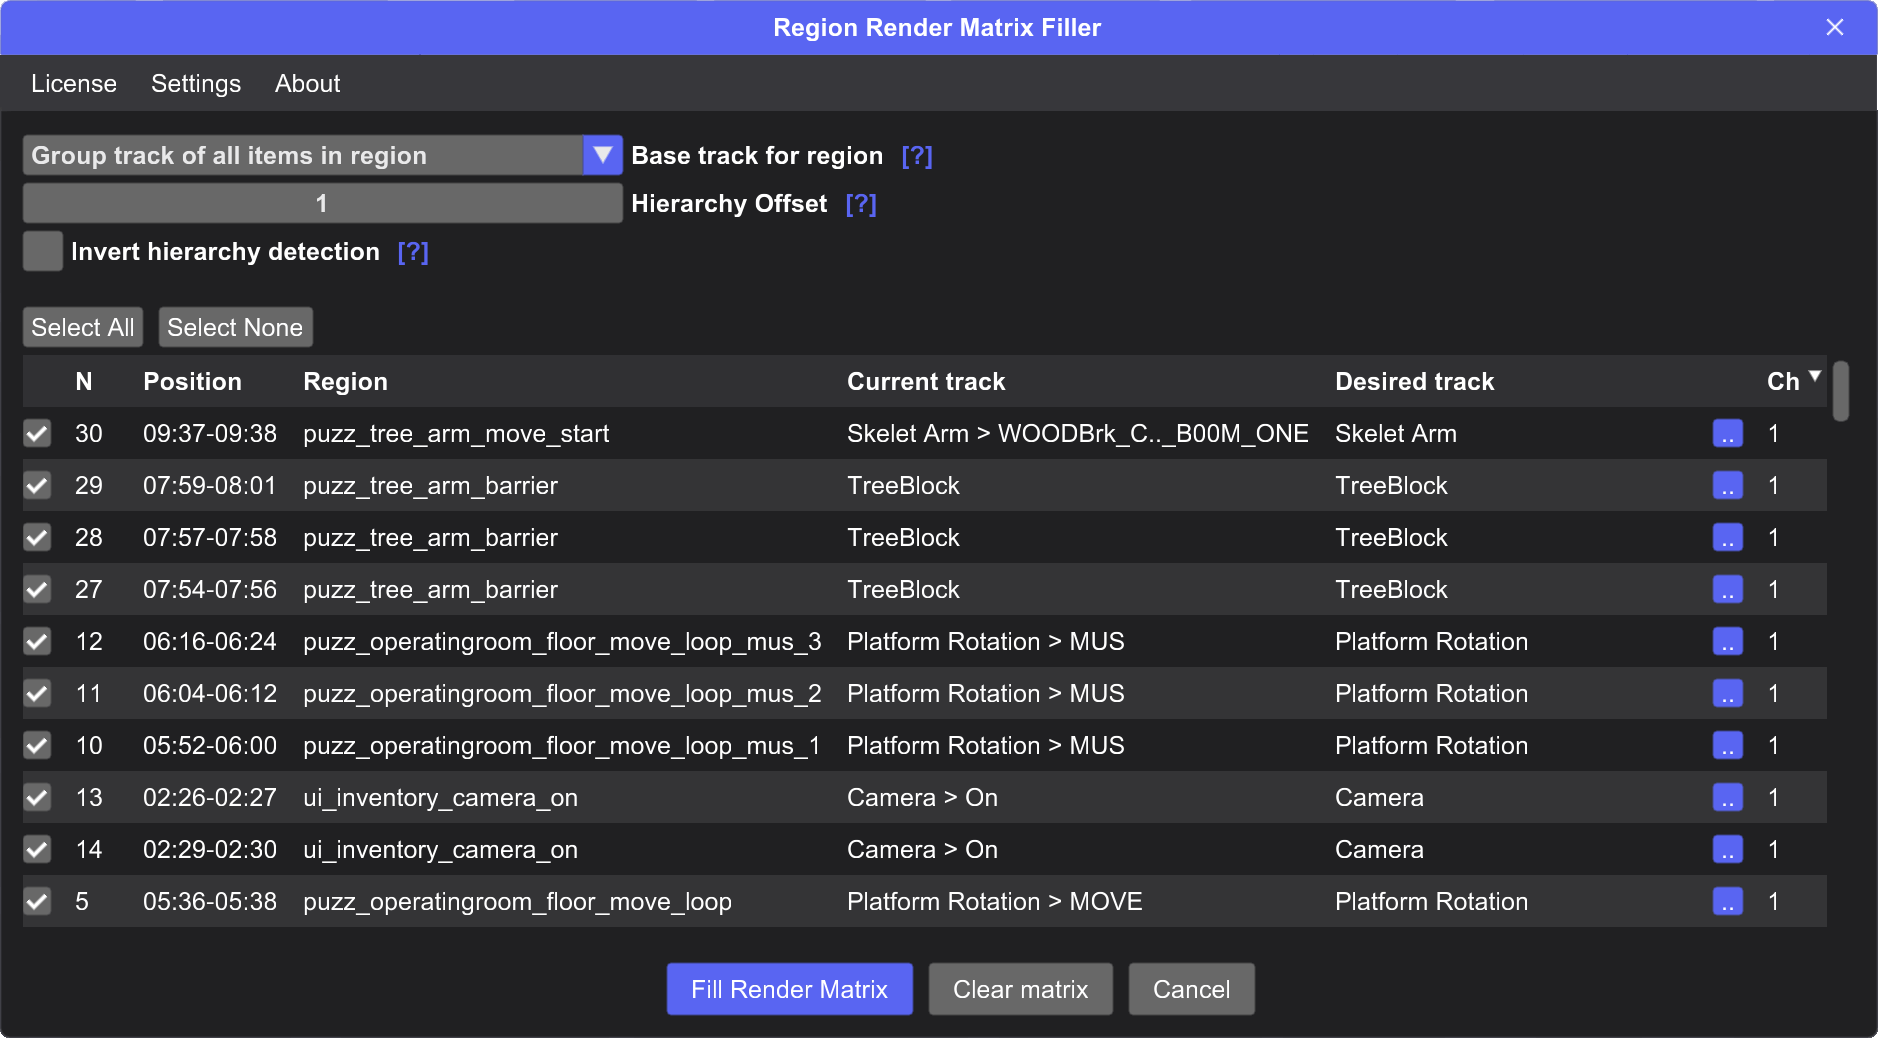 Region Render Matrix Filler
License Settings About
Group track of all items in region Base track for region [?]
1 Hierarchy Offset [?]
Invert hierarchy detection [?]
Select All Select None
N Position Region Current track Desired track Ch
30 09:37-09:38 puzz_tree_arm_move_start Skelet Arm > WOODBrk_C.._B00M_ONE Skelet Arm .. 1
29 07:59-08:01 puzz_tree_arm_barrier TreeBlock TreeBlock .. 1
28 07:57-07:58 puzz_tree_arm_barrier TreeBlock TreeBlock .. 1
27 07:54-07:56 puzz_tree_arm_barrier TreeBlock TreeBlock .. 1
12 06:16-06:24 puzz_operatingroom_floor_move_loop_mus_3 Platform Rotation > MUS Platform Rotation .. 1
11 06:04-06:12 puzz_operatingroom_floor_move_loop_mus_2 Platform Rotation > MUS Platform Rotation .. 1
10 05:52-06:00 puzz_operatingroom_floor_move_loop_mus_1 Platform Rotation > MUS Platform Rotation .. 1
13 02:26-02:27 ui_inventory_camera_on Camera > On Camera .. 1
14 02:29-02:30 ui_inventory_camera_on Camera > On Camera .. 1
5 05:36-05:38 puzz_operatingroom_floor_move_loop Platform Rotation > MOVE Platform Rotation .. 1
Fill Render Matrix Clear matrix Cancel